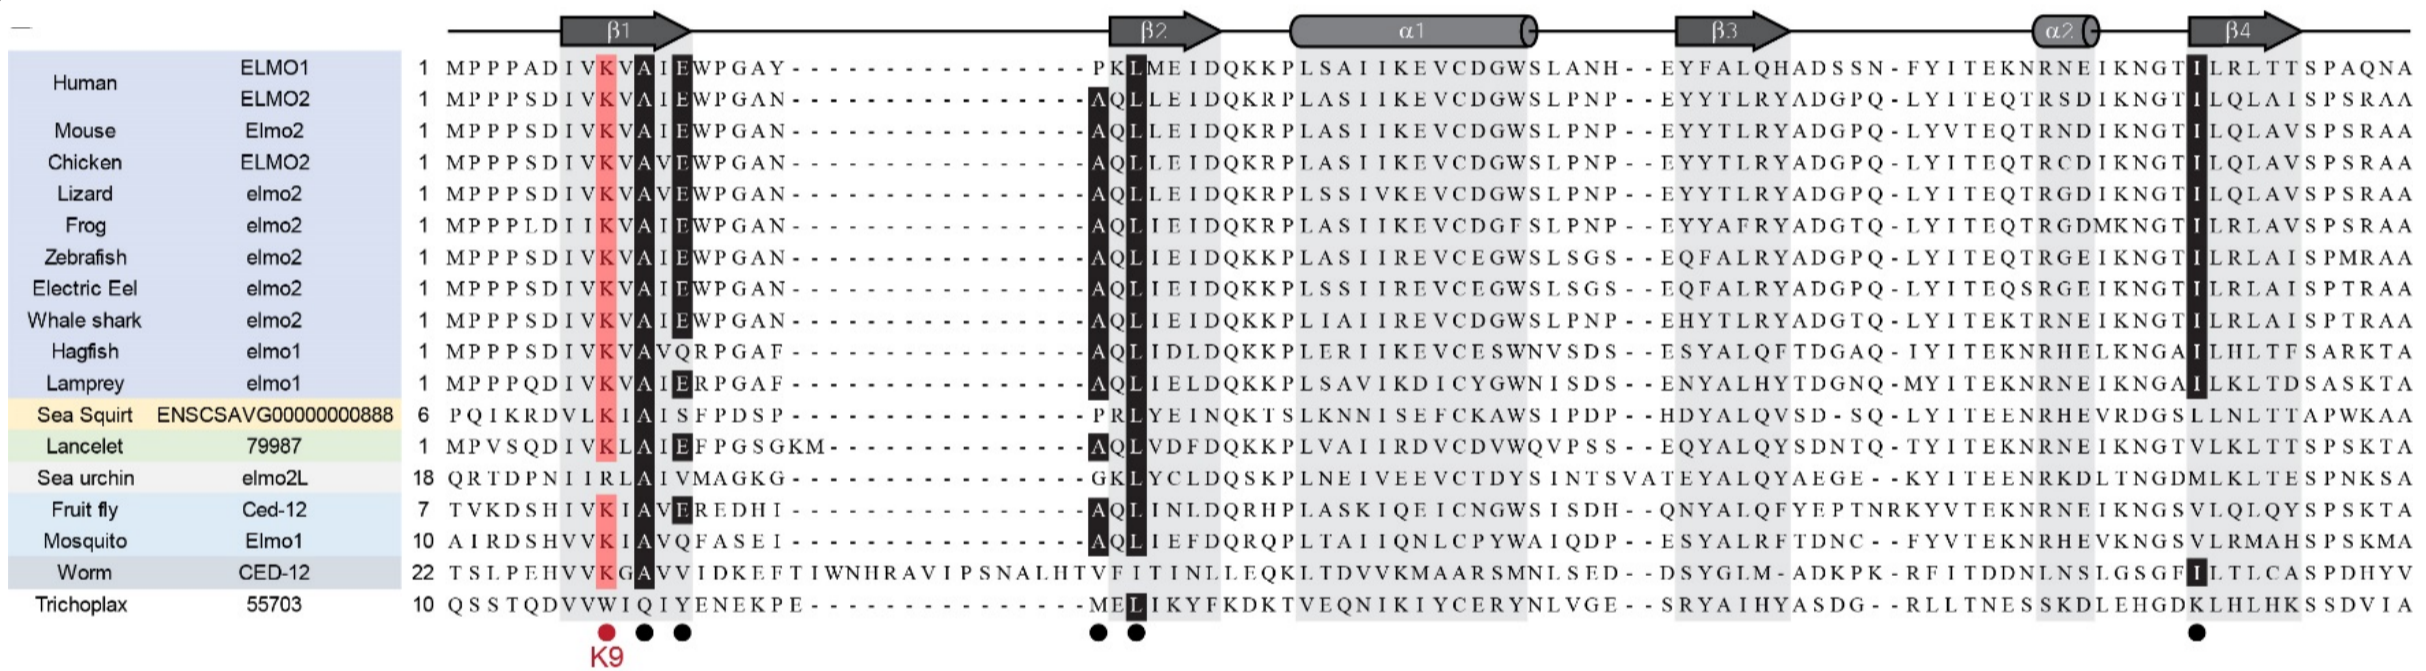 β1 β2 α1 β3 α2 β4
Human ELMO1 1 MPPPADIVKVAIEWPGAY----------------PKLMEIDQKKPLSAIIKEVCDGWSLANH--EYFALQHADSSN-FYITEKNRNEIKNGTILRLTTSPAQNA
ELMO2 1 MPPPSDIVKVAIEWPGAN----------------AQLLEIDQKRPLASIIKEVCDGWSLPNP--EYYTLRYADGPQ-LYITEQTRSDIKNGTILQLAISPSRAA
Mouse Elmo2 1 MPPPSDIVKVAIEWPGAN----------------AQLLEIDQKRPLASIIKEVCDGWSLPNP--EYYTLRYADGPQ-LYVTEQTRNDIKNGTILQLAVSPSRAA
Chicken ELMO2 1 MPPPSDIVKVAVEWPGAN----------------AQLLEIDQKRPLASIIKEVCDGWSLPNP--EYYTLRYADGPQ-LYITEQTRCDIKNGTILQLAVSPSRAA
Lizard elmo2 1 MPPPSDIVKVAVEWPGAN----------------AQLLEIDQKRPLSSIVKEVCDGWSLPNP--EYYTLRYADGPQ-LYITEQTRGDIKNGTILQLAVSPSRAA
Frog elmo2 1 MPPPLDIIKVAIEWPGAN----------------AQLIEIDQKRPLASIIKEVCDGFSLPNP--EYYAFRYADGTQ-LYITEQTRGDMKNGTILRLAVSPSRAA
Zebrafish elmo2 1 MPPPSDIVKVAIEWPGAN----------------AQLIEIDQKKPLASIIREVCEGWSLSGS--EQFALRYADGPQ-LYITEQTRGEIKNGTILRLAISPMRAA
Electric Eel elmo2 1 MPPPSDIVKVAIEWPGAN----------------AQLIEIDQKKPLSSIIREVCEGWSLSGS--EQFALRYADGPQ-LYITEQSRGEIKNGTILRLAISPTRAA
Whale shark elmo2 1 MPPPSDIVKVAIEWPGAN----------------AQLIEIDQKKPLIAIIREVCDGWSLPNP--EHYTLRYADGTQ-LYITEKTRNEIKNGTILRLAISPTRAA
Hagfish elmo1 1 MPPPSDIVKVAVQRPGAF----------------AQLIDLDQKKPLERIIKEVCESWNVSDS--ESYALQFTDGAQ-IYITEKNRHELKNGAILHLTFSARKTA
Lamprey elmo1 1 MPPPQDIVKVAIERPGAF----------------AQLIELDQKKPLSAVIKDICYGWNISDS--ENYALHYTDGNQ-MYITEKNRHEIKNGAILKLTDSASKTA
Sea Squirt ENSCSAVG00000000888 6 PQIKRDVLKIAISFPDSP----------------PRLYEINQKTSLKNNISEFCKAWSIPDP--HDYALQVSD-SQ-LYITEENRHEVRDGSLLNLTTAPWKAA
Lancelet 79987 1 MPVSQDIVKLAIEFPGSGKM--------------AQLVDFDQKKPLVAIIRDVCDVWQVPSS--EQYALQYSDNTQ-TYITEKNRNEIKNGTVLKLTTSPSKTA
Sea urchin elmo2L 18 QRTDPNIIRLAIVMAGKG----------------GKLYCLDQSKPLNEIVEEVCTDYSINTSVATEYALQYAEGE--KYITEENRKDLTNGDMLKLTESPNKSA
Fruit fly Ced-12 7 TVKDSHIVKIAVEREDHI----------------AQLINLDQRHPLASKIQEICNGWSISDH--QNYALQFYEPTNRKYVTEKNRNEIKNGSVLQLQYSPSKTA
Mosquito Elmo1 10 AIRDSHVVKIAVQFASEI----------------AQLIEFDQRQPLTAIIQNLCPYWAIQDP--ESYALRFTDNC--FYVTEKNRHEVKNGSVLRMAHSPSKMA
Worm CED-12 22 TSLPEHVVKGAVVIDKEFTIWNHRAVIPSNALHTVFITINLLEQKLTDVVKMAARSMNLSED--DSYGLM-ADKPK-RFITDDNLNSLGSGFILTLCASPDHYV
Trichoplax 55703 10 QSSTQDVVWIQIYENEKPE---------------MELIKYFKDKTVEQNIKIYCERYNLVGE--SRYAIHYASDG--RLLTNESSKDLEHGDKLHLHKSSDVIA
K9